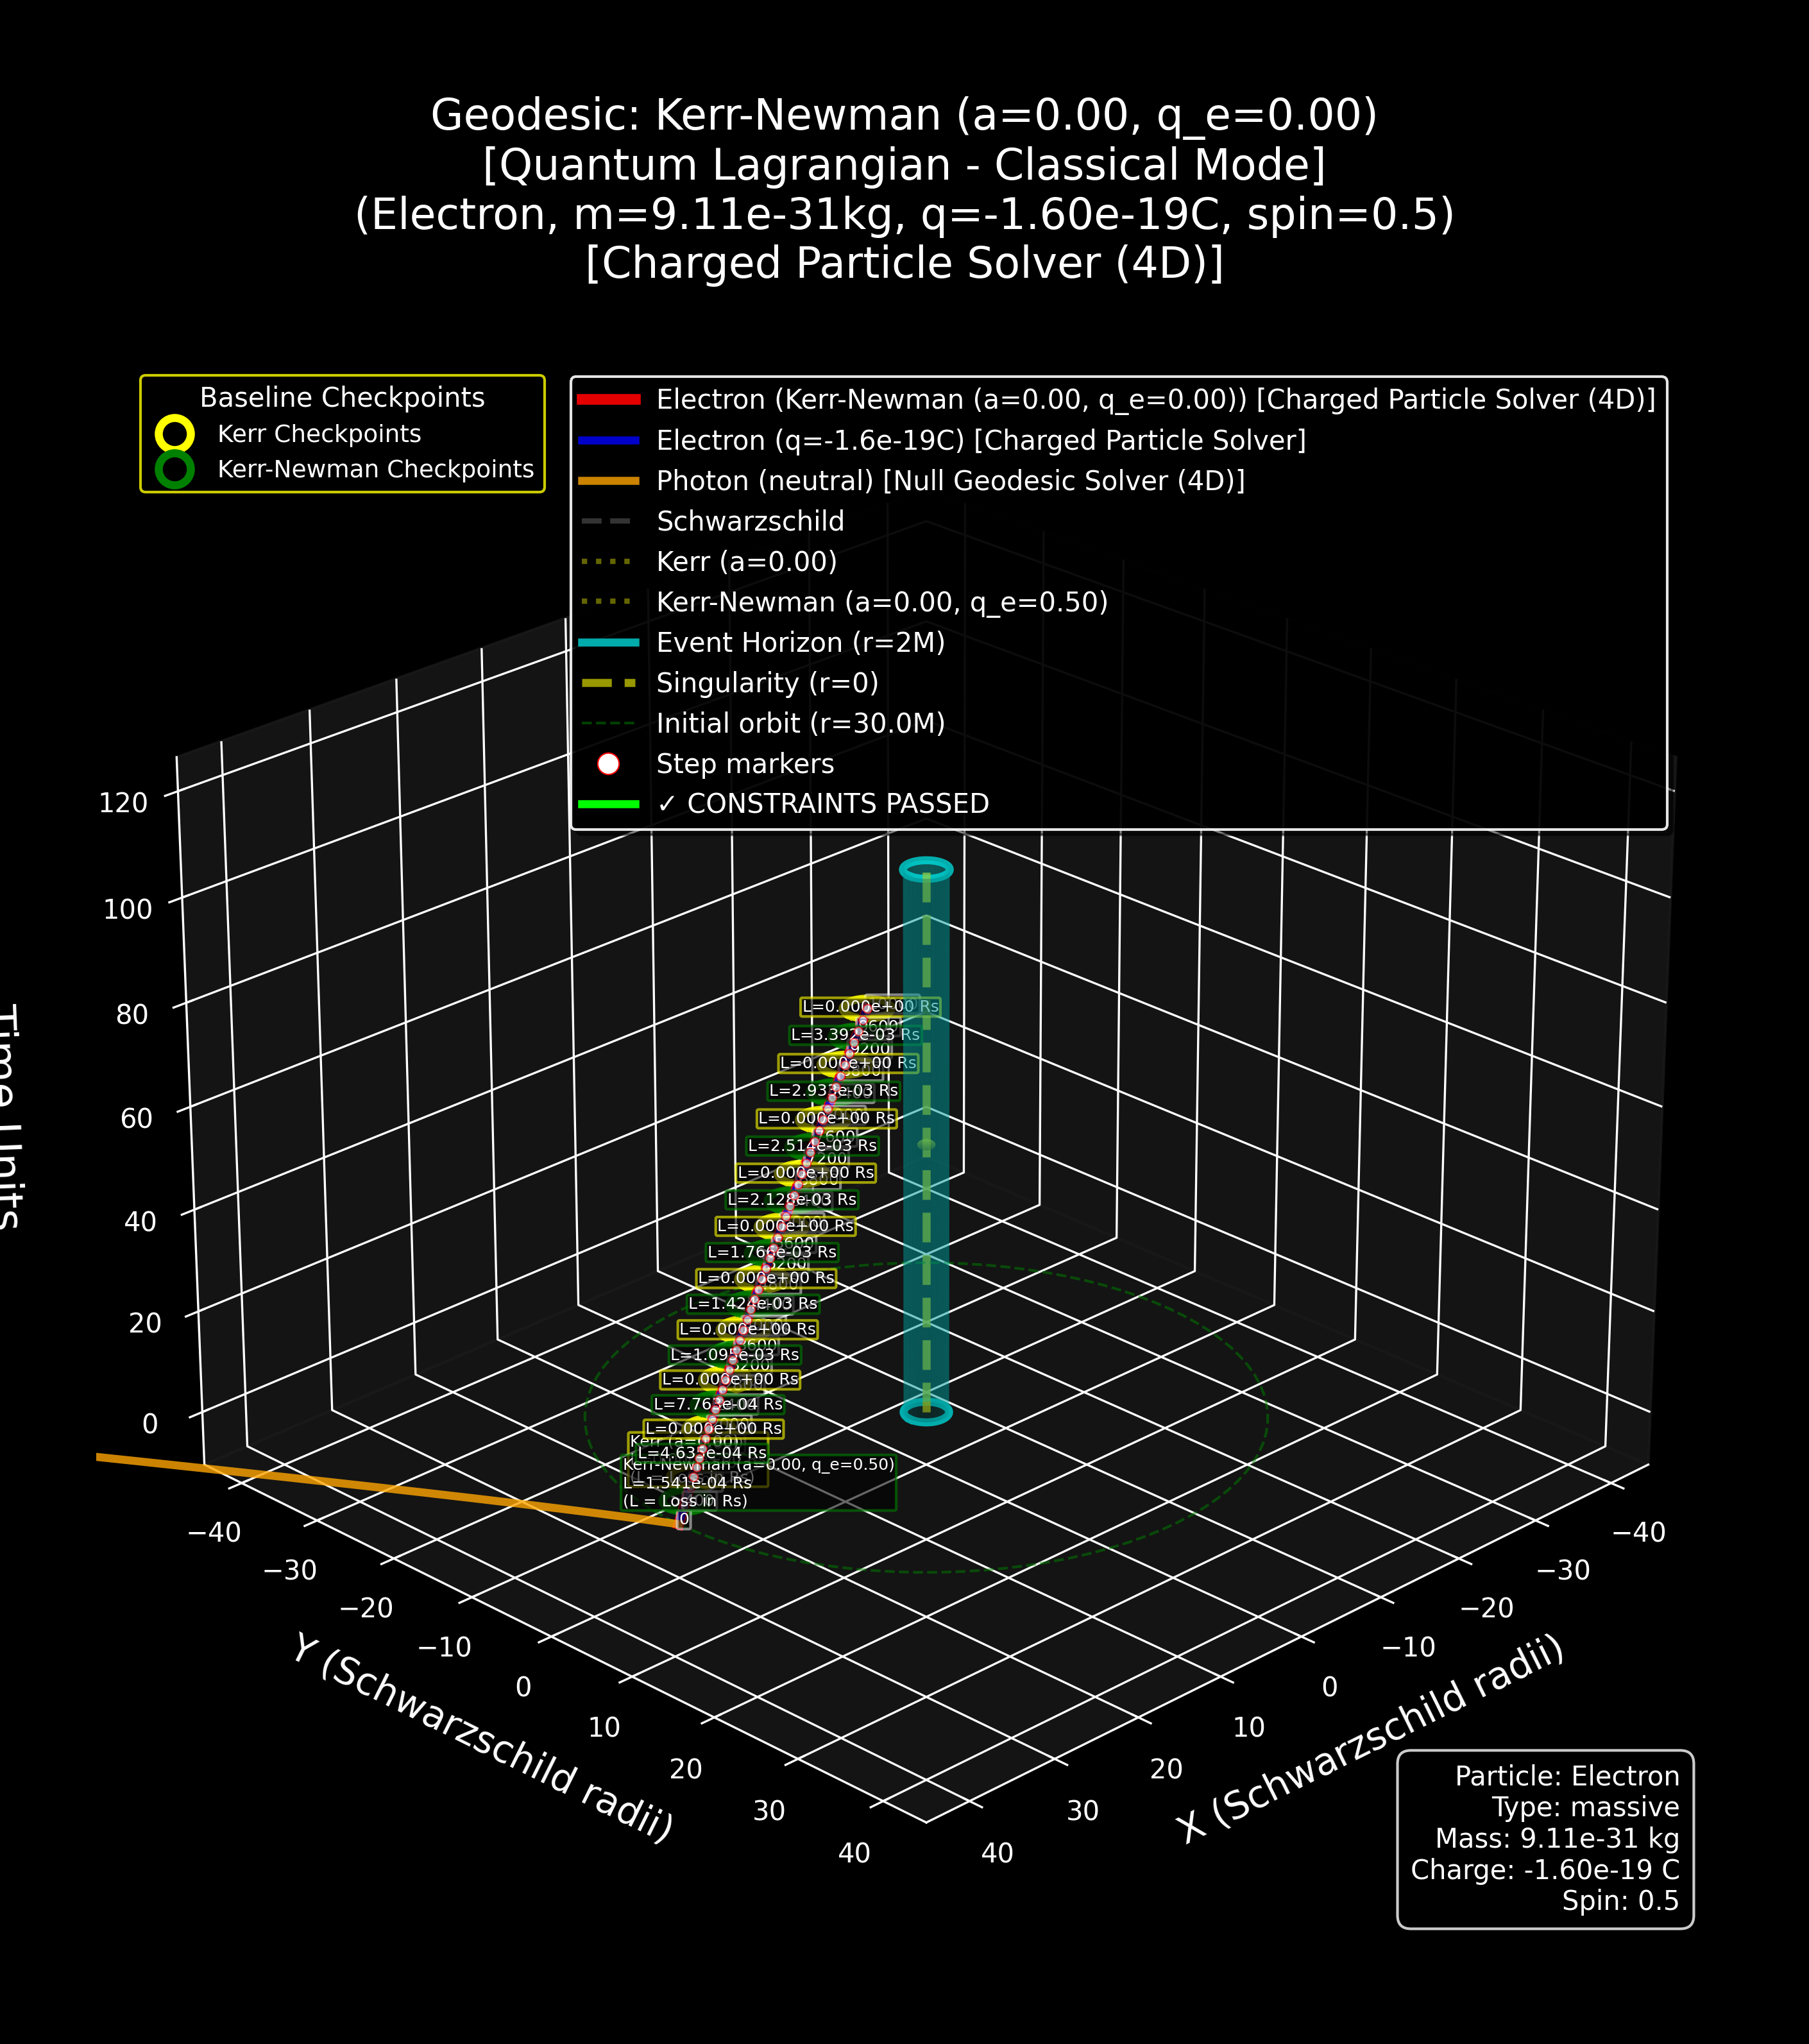 Geodesic: Kerr-Newman (a=0.00, q_e=0.00)
[Quantum Lagrangian - Classical Mode]
(Electron, m=9.11e-31kg, q=-1.60e-19C, spin=0.5)
[Charged Particle Solver (4D)]
Baseline Checkpoints
Kerr Checkpoints
Kerr-Newman Checkpoints
Electron (Kerr-Newman (a=0.00, q_e=0.00)) [Charged Particle Solver (4D)]
Electron (q=-1.6e-19C) [Charged Particle Solver]
Photon (neutral) [Null Geodesic Solver (4D)]
Schwarzschild
Kerr (a=0.00)
Kerr-Newman (a=0.00, q_e=0.50)
Event Horizon (r=2M)
Singularity (r=0)
Initial orbit (r=30.0M)
Step markers
✓ CONSTRAINTS PASSED
120
100
80
60
40
20
0
Time Units
L=0.000e+00 Rs
L=3.392e-03 Rs
9200
L=0.000e+00 Rs
L=2.933e-03 Rs
L=0.000e+00 Rs
L=2.514e-03 Rs
7200
L=0.000e+00 Rs
L=2.128e-03 Rs
L=0.000e+00 Rs
5600
L=1.766e-03 Rs
5200
L=0.000e+00 Rs
L=1.424e-03 Rs
L=0.000e+00 Rs
L=1.095e-03 Rs
3200
L=0.000e+00 Rs
L=7.763e-04 Rs
L=0.000e+00 Rs
Kerr (a=0.00)
L=4.635e-04 Rs
Kerr-Newman (a=0.00, q_e=0.50)
(L = Loss in Rs)
L=1.541e-04 Rs
(L = Loss in Rs)
0
−40
−30
−20
−10
0
10
20
30
40
Y (Schwarzschild radii)
−40
−30
−20
−10
0
10
20
30
40
X (Schwarzschild radii)
Particle: Electron
Type: massive
Mass: 9.11e-31 kg
Charge: -1.60e-19 C
Spin: 0.5